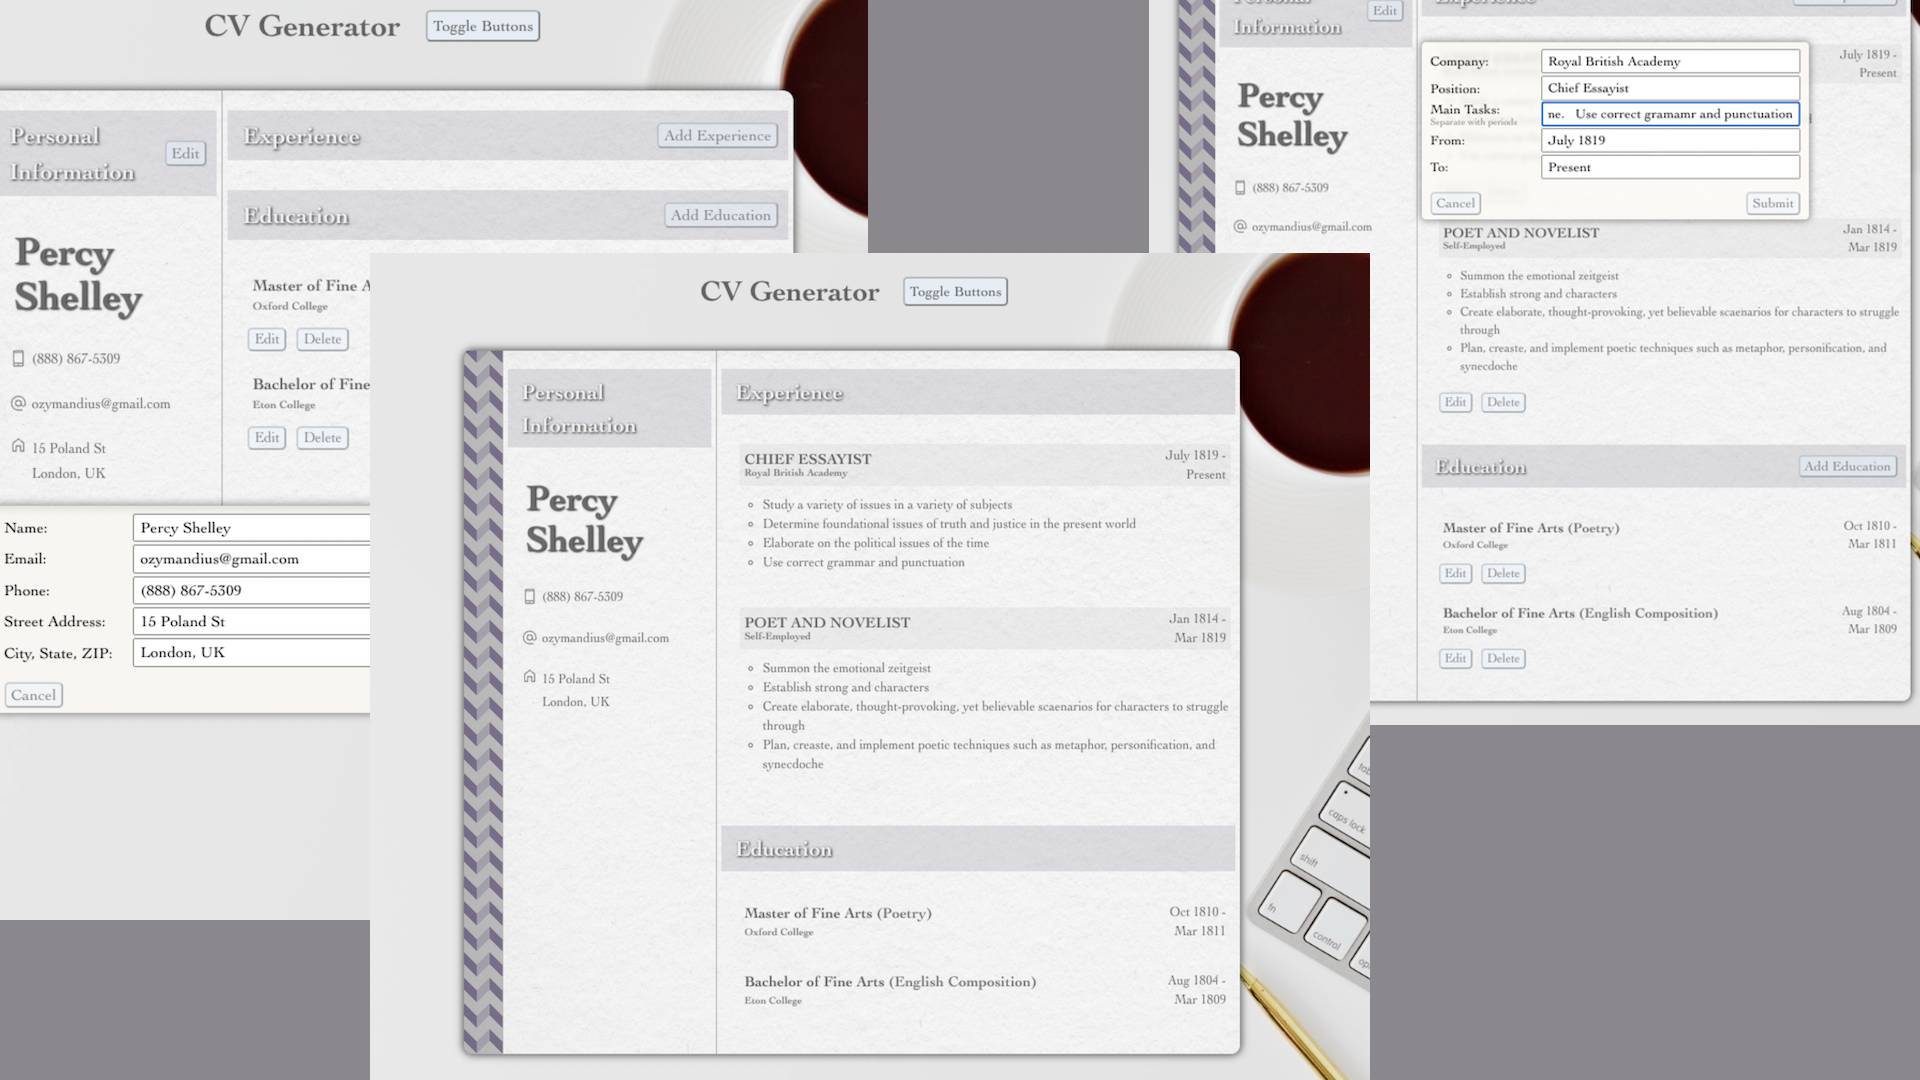 CV Generator
Toggle Buttons
Personal
Information
Edit
Percy
Shelley
(888) 867-5309
@ ozymandius@gmail.com
15 Poland St
London, UK
Experience
Add Experience
Education
Add Education
Master of Fine A
Oxford College
Edit Delete
Bachelor of Fine
Eton College
Edit Delete
Name: Percy Shelley
Email: ozymandius@gmail.com
Phone: (888) 867-5309
Street Address: 15 Poland St
City, State, ZIP: London, UK
Cancel
CV Generator
Toggle Buttons
Personal
Information
Percy
Shelley
(888) 867-5309
@ ozymandius@gmail.com
15 Poland St
London, UK
Experience
CHIEF ESSAYIST
Royal British Academy
July 1819 -
Present
Study a variety of issues in a variety of subjects
Determine foundational issues of truth and justice in the present world
Elaborate on the political issues of the time
Use correct grammar and punctuation
POET AND NOVELIST
Self-Employed
Jan 1814 -
Mar 1819
Summon the emotional zeitgeist
Establish strong and characters
Create elaborate, thought-provoking, yet believable scaenarios for characters to struggle
through
Plan, creaste, and implement poetic techniques such as metaphor, personification, and
synecdoche
Education
Master of Fine Arts (Poetry)
Oxford College
Oct 1810 -
Mar 1811
Bachelor of Fine Arts (English Composition)
Eton College
Aug 1804 -
Mar 1809
caps lock
shift
fn
control
Personal
Information
Edit
Percy
Shelley
(888) 867-5309
@ ozymandius@gmail.com
Experience
July 1819 -
Present
Company: Royal British Academy
Position: Chief Essayist
Main Tasks: ne. Use correct gramamr and punctuation
Separate with periods
From: July 1819
To: Present
Cancel Submit
POET AND NOVELIST
Self-Employed
Jan 1814 -
Mar 1819
Summon the emotional zeitgeist
Establish strong and characters
Create elaborate, thought-provoking, yet believable scaenarios for characters to struggle
through
Plan, creaste, and implement poetic techniques such as metaphor, personification, and
synecdoche
Edit Delete
Education
Add Education
Master of Fine Arts (Poetry)
Oxford College
Oct 1810 -
Mar 1811
Edit Delete
Bachelor of Fine Arts (English Composition)
Eton College
Aug 1804 -
Mar 1809
Edit Delete